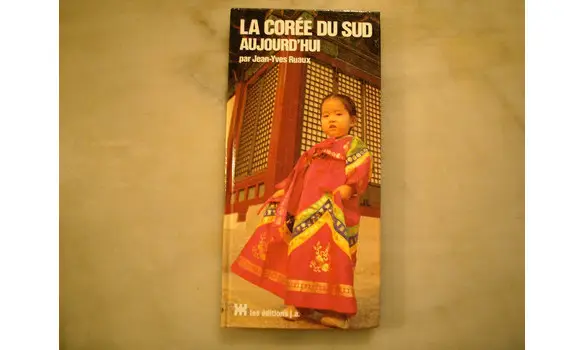 LA CORÉE DU SUD
AUJOURD'HUI
par Jean-Yves Ruaux
les éditions j.a.